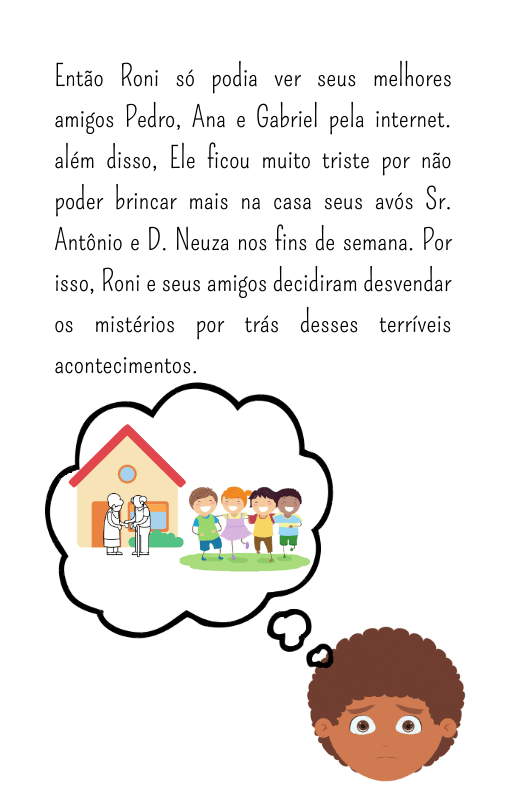 Então Roni só podia ver seus melhores
amigos Pedro, Ana e Gabriel pela internet.
além disso, Ele ficou muito triste por não
poder brincar mais na casa seus avós Sr.
Antônio e D. Neuza nos fins de semana. Por
isso, Roni e seus amigos decidiram desvendar
os mistérios por trás desses terríveis
acontecimentos.